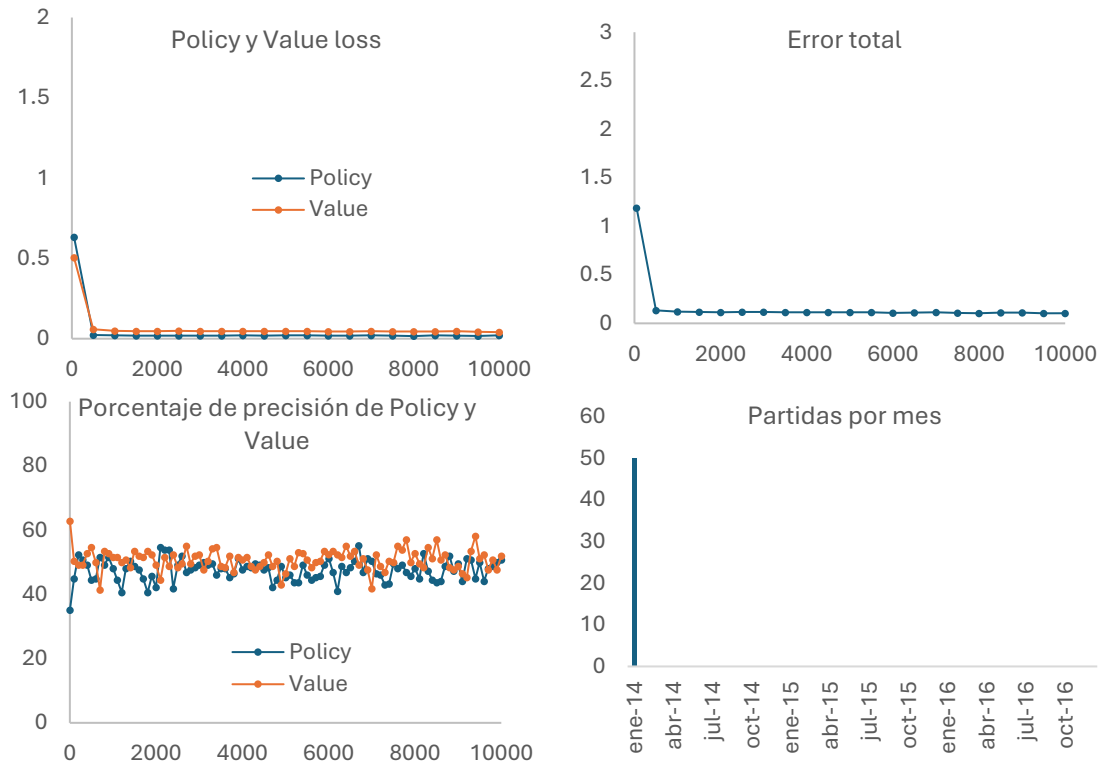 Policy y Value loss
2
1.5
1
0.5
0
Policy
Value
0 2000 4000 6000 8000 10000
Error total
3
2.5
2
1.5
1
0.5
0
0 2000 4000 6000 8000 10000
Porcentaje de precisión de Policy y
Value
100
80
60
40
20
0
Policy
Value
0 2000 4000 6000 8000 10000
Partidas por mes
60
50
40
30
20
10
0
ene-14
abr-14
jul-14
oct-14
ene-15
abr-15
jul-15
oct-15
ene-16
abr-16
jul-16
oct-16